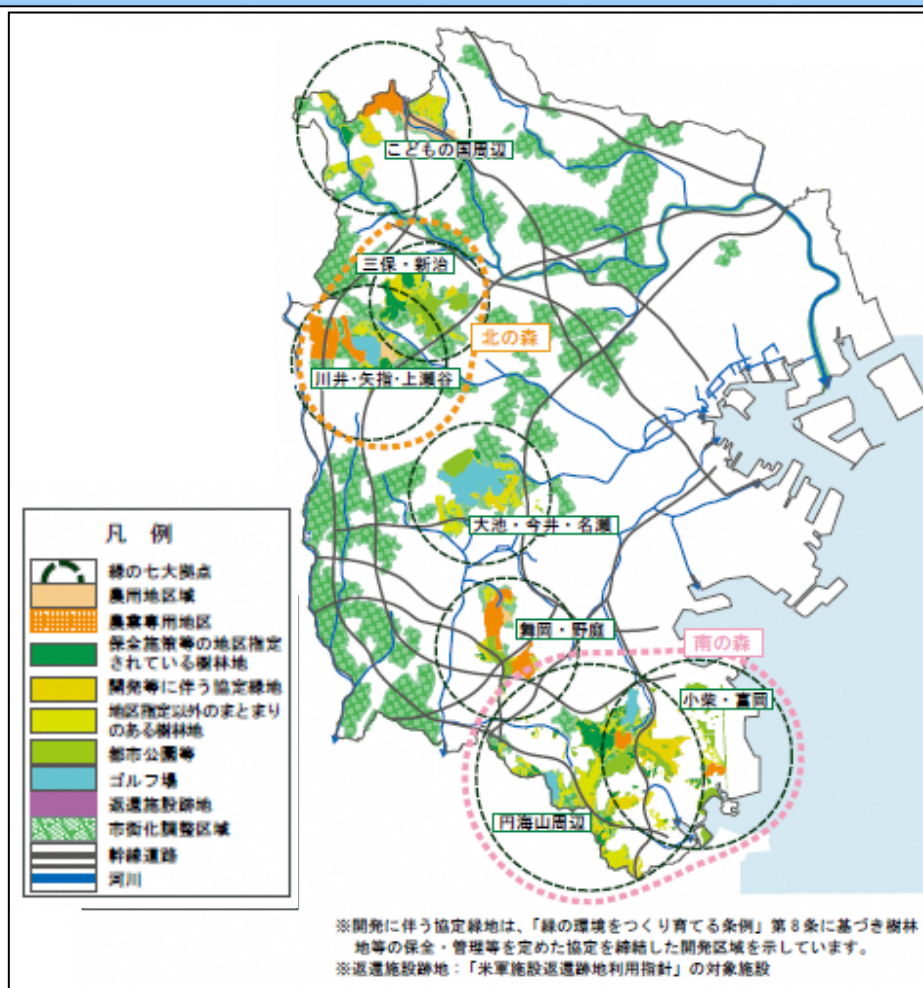 こどもの国周辺
三保・新治
北の森
川井・矢指・上瀬谷
大池・今井・名瀬
舞岡・野庭
南の森
小柴・富岡
円海山周辺
凡 例
緑の七大拠点
農用地区域
農業専用地区
保全施策等の地区指定
されている樹林地
開発等に伴う協定緑地
地区指定以外のまとまり
のある樹林地
都市公園等
ゴルフ場
返還施設跡地
市街化調整区域
幹線道路
河川
※開発に伴う協定緑地は、「緑の環境をつくり育てる条例」第8条に基づき樹林
地等の保全・管理等を定めた協定を締結した開発区域を示しています。
※返還施設跡地:「米軍施設返還跡地利用指針」の対象施設